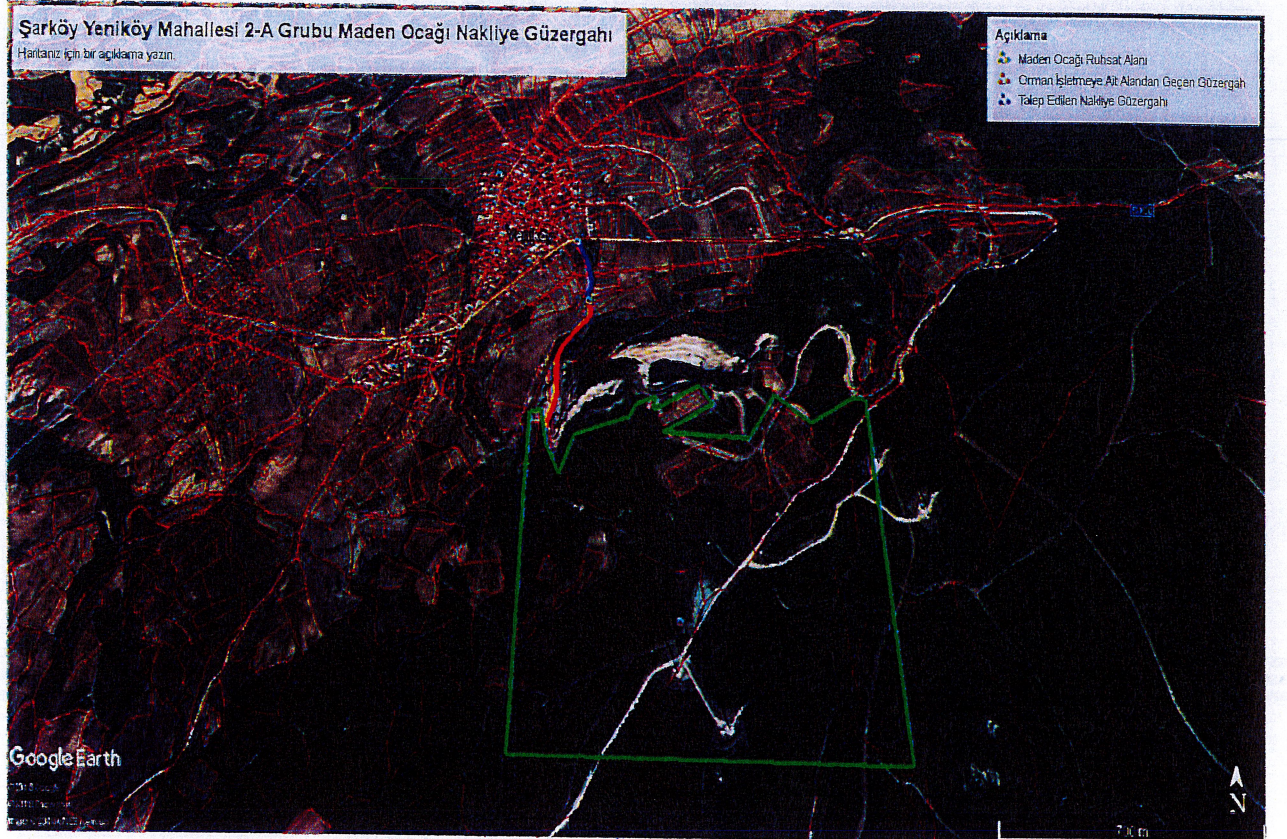 Şarköy Yeniköy Mahallesi 2-A Grubu Maden Ocağı Nakliye Güzergahı
Haritanız için bir açıklama yazın.
Açıklama
Maden Ocağı Ruhsat Alanı
Orman İşletmeye Ait Alandan Geçen Güzergah
Talep Edilen Nakliye Güzergahı
Google Earth
N
700 m